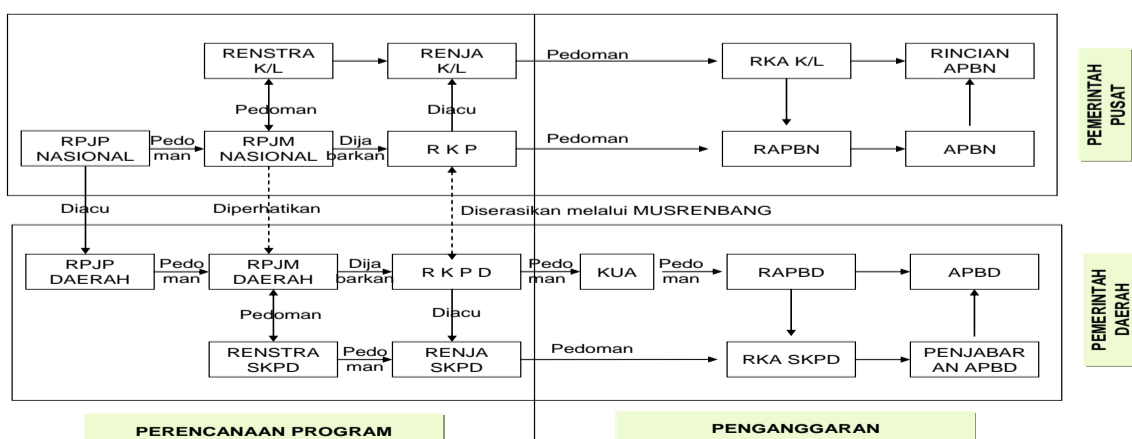 RENSTRA
K/L
RENJA
K/L
Pedoman
RKA K/L
RINCIAN
APBN
Pedoman
Diacu
RPJP
NASIONAL
Pedo
man
RPJM
NASIONAL
Dija
barkan
R K P
Pedoman
RAPBN
APBN
PEMERINTAH
PUSAT
Diacu
Diperhatikan
Diserasikan melalui MUSRENBANG
RPJP
DAERAH
Pedo
man
RPJM
DAERAH
Dija
barkan
R K P D
Pedo
man
KUA
Pedo
man
RAPBD
APBD
Pedoman
Diacu
RENSTRA
SKPD
Pedo
man
RENJA
SKPD
Pedoman
RKA SKPD
PENJABAR
AN APBD
PEMERINTAH
DAERAH
PERENCANAAN PROGRAM
PENGANGGARAN